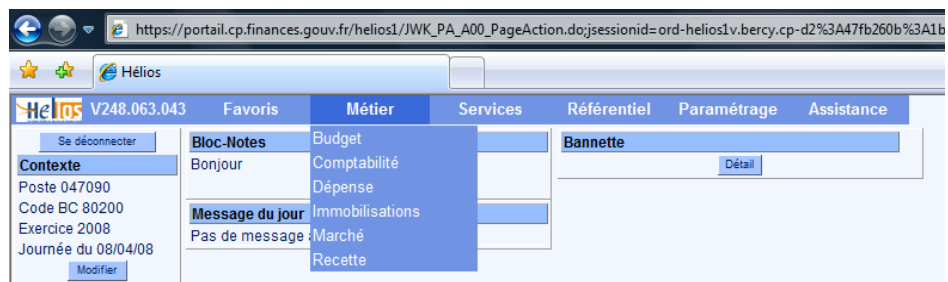 https://portail.cp.finances.gouv.fr/helios1/JWK_PA_A00_PageAction.do;jsessionid=ord-helios1v.bercy.cp-d2%3A47fb260b%3A1b
Hélios
Helios V248.063.043 Favoris Métier Services Référentiel Paramétrage Assistance
Se déconnecter
Contexte
Poste 047090
Code BC 80200
Exercice 2008
Journée du 08/04/08
Modifier
Bloc-Notes
Bonjour
Message du jour
Pas de message
Budget
Comptabilité
Dépense
Immobilisations
Marché
Recette
Bannette
Détail